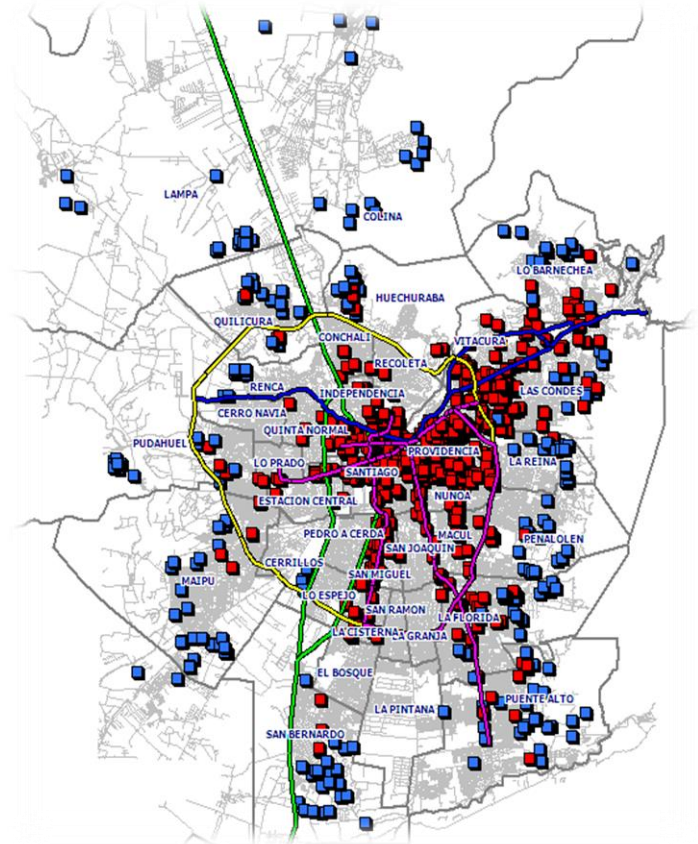 LAMPA
COLINA
LO BARNECHEA
HUECHURABA
QUILICURA
CONCHALI
VITACURA
RECOLETA
RENCA
INDEPENDENCIA
LAS CONDES
CERRO NAVIA
QUINTA NORMAL
PUDAHUEL
PROVIDENCIA
LO PRADO
LA REINA
SANTIAGO
ESTACION CENTRAL
NUNOA
PEDRO A CERDA
MACUL
PENALOLEN
SAN JOAQUIN
CERRILLOS
SAN MIGUEL
MAIPU
LO ESPEJO
SAN RAMON
LA FLORIDA
LA CISTERNA
A GRANJA
EL BOSQUE
PUENTE ALTO
LA PINTANA
SAN BERNARDO